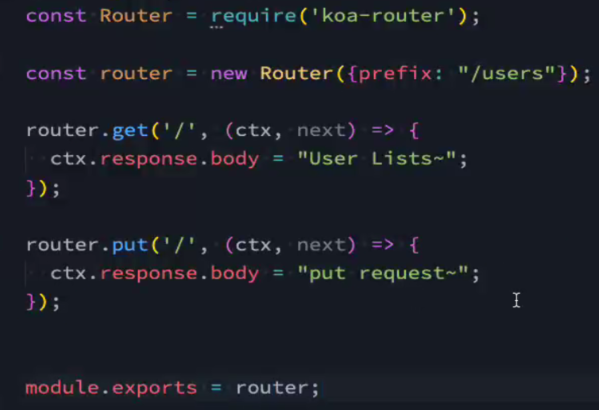 const Router = require('koa-router');
const router = new Router({prefix: "/users"});
router.get('/', (ctx, next) => {
  ctx.response.body = "User Lists~";
});
router.put('/', (ctx, next) => {
  ctx.response.body = "put request~";
});
module.exports = router;